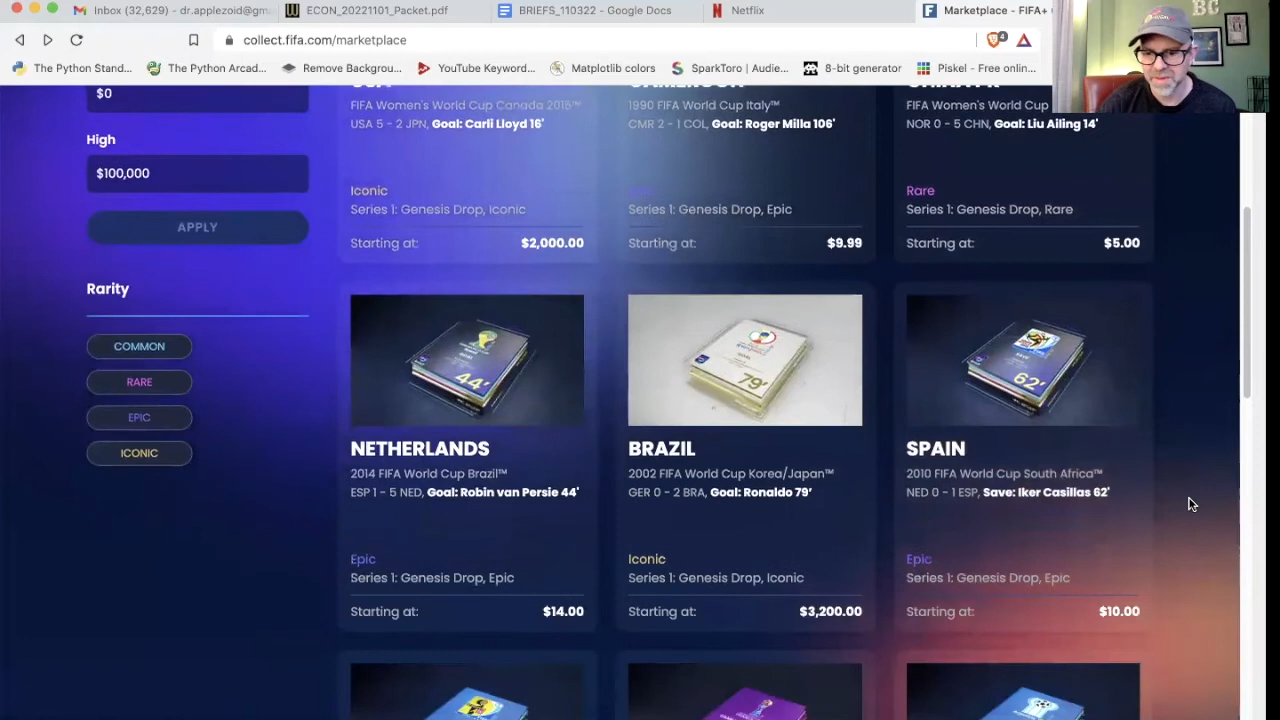 Inbox (32,629) - dr.applezoid@gm
ECON_20221101_Packet.pdf
BRIEFS_110322 - Google Docs
Netflix
Marketplace - FIFA+
BC
collect.fifa.com/marketplace
4
The Python Stand...
The Python Arcad...
Remove Backgrou...
YouTube Keyword...
Matplotlib colors
SparkToro | Audie...
8-bit generator
Piskel - Free onlin...
$0
High
$100,000
APPLY
Rarity
COMMON
RARE
EPIC
ICONIC
FIFA Women's World Cup Canada 2015™
USA 5 - 2 JPN, Goal: Carli Lloyd 16'
Iconic
Series 1: Genesis Drop, Iconic
Starting at: $2,000.00
1990 FIFA World Cup Italy™
CMR 2 - 1 COL, Goal: Roger Milla 106'
Epic
Series 1: Genesis Drop, Epic
Starting at: $9.99
FIFA Women's World Cup
NOR 0 - 5 CHN, Goal: Liu Ailing 14'
Rare
Series 1: Genesis Drop, Rare
Starting at: $5.00
44'
NETHERLANDS
2014 FIFA World Cup Brazil™
ESP 1 - 5 NED, Goal: Robin van Persie 44'
Epic
Series 1: Genesis Drop, Epic
Starting at: $14.00
79'
BRAZIL
2002 FIFA World Cup Korea/Japan™
GER 0 - 2 BRA, Goal: Ronaldo 79'
Iconic
Series 1: Genesis Drop, Iconic
Starting at: $3,200.00
62'
SPAIN
2010 FIFA World Cup South Africa™
NED 0 - 1 ESP, Save: Iker Casillas 62'
Epic
Series 1: Genesis Drop, Epic
Starting at: $10.00